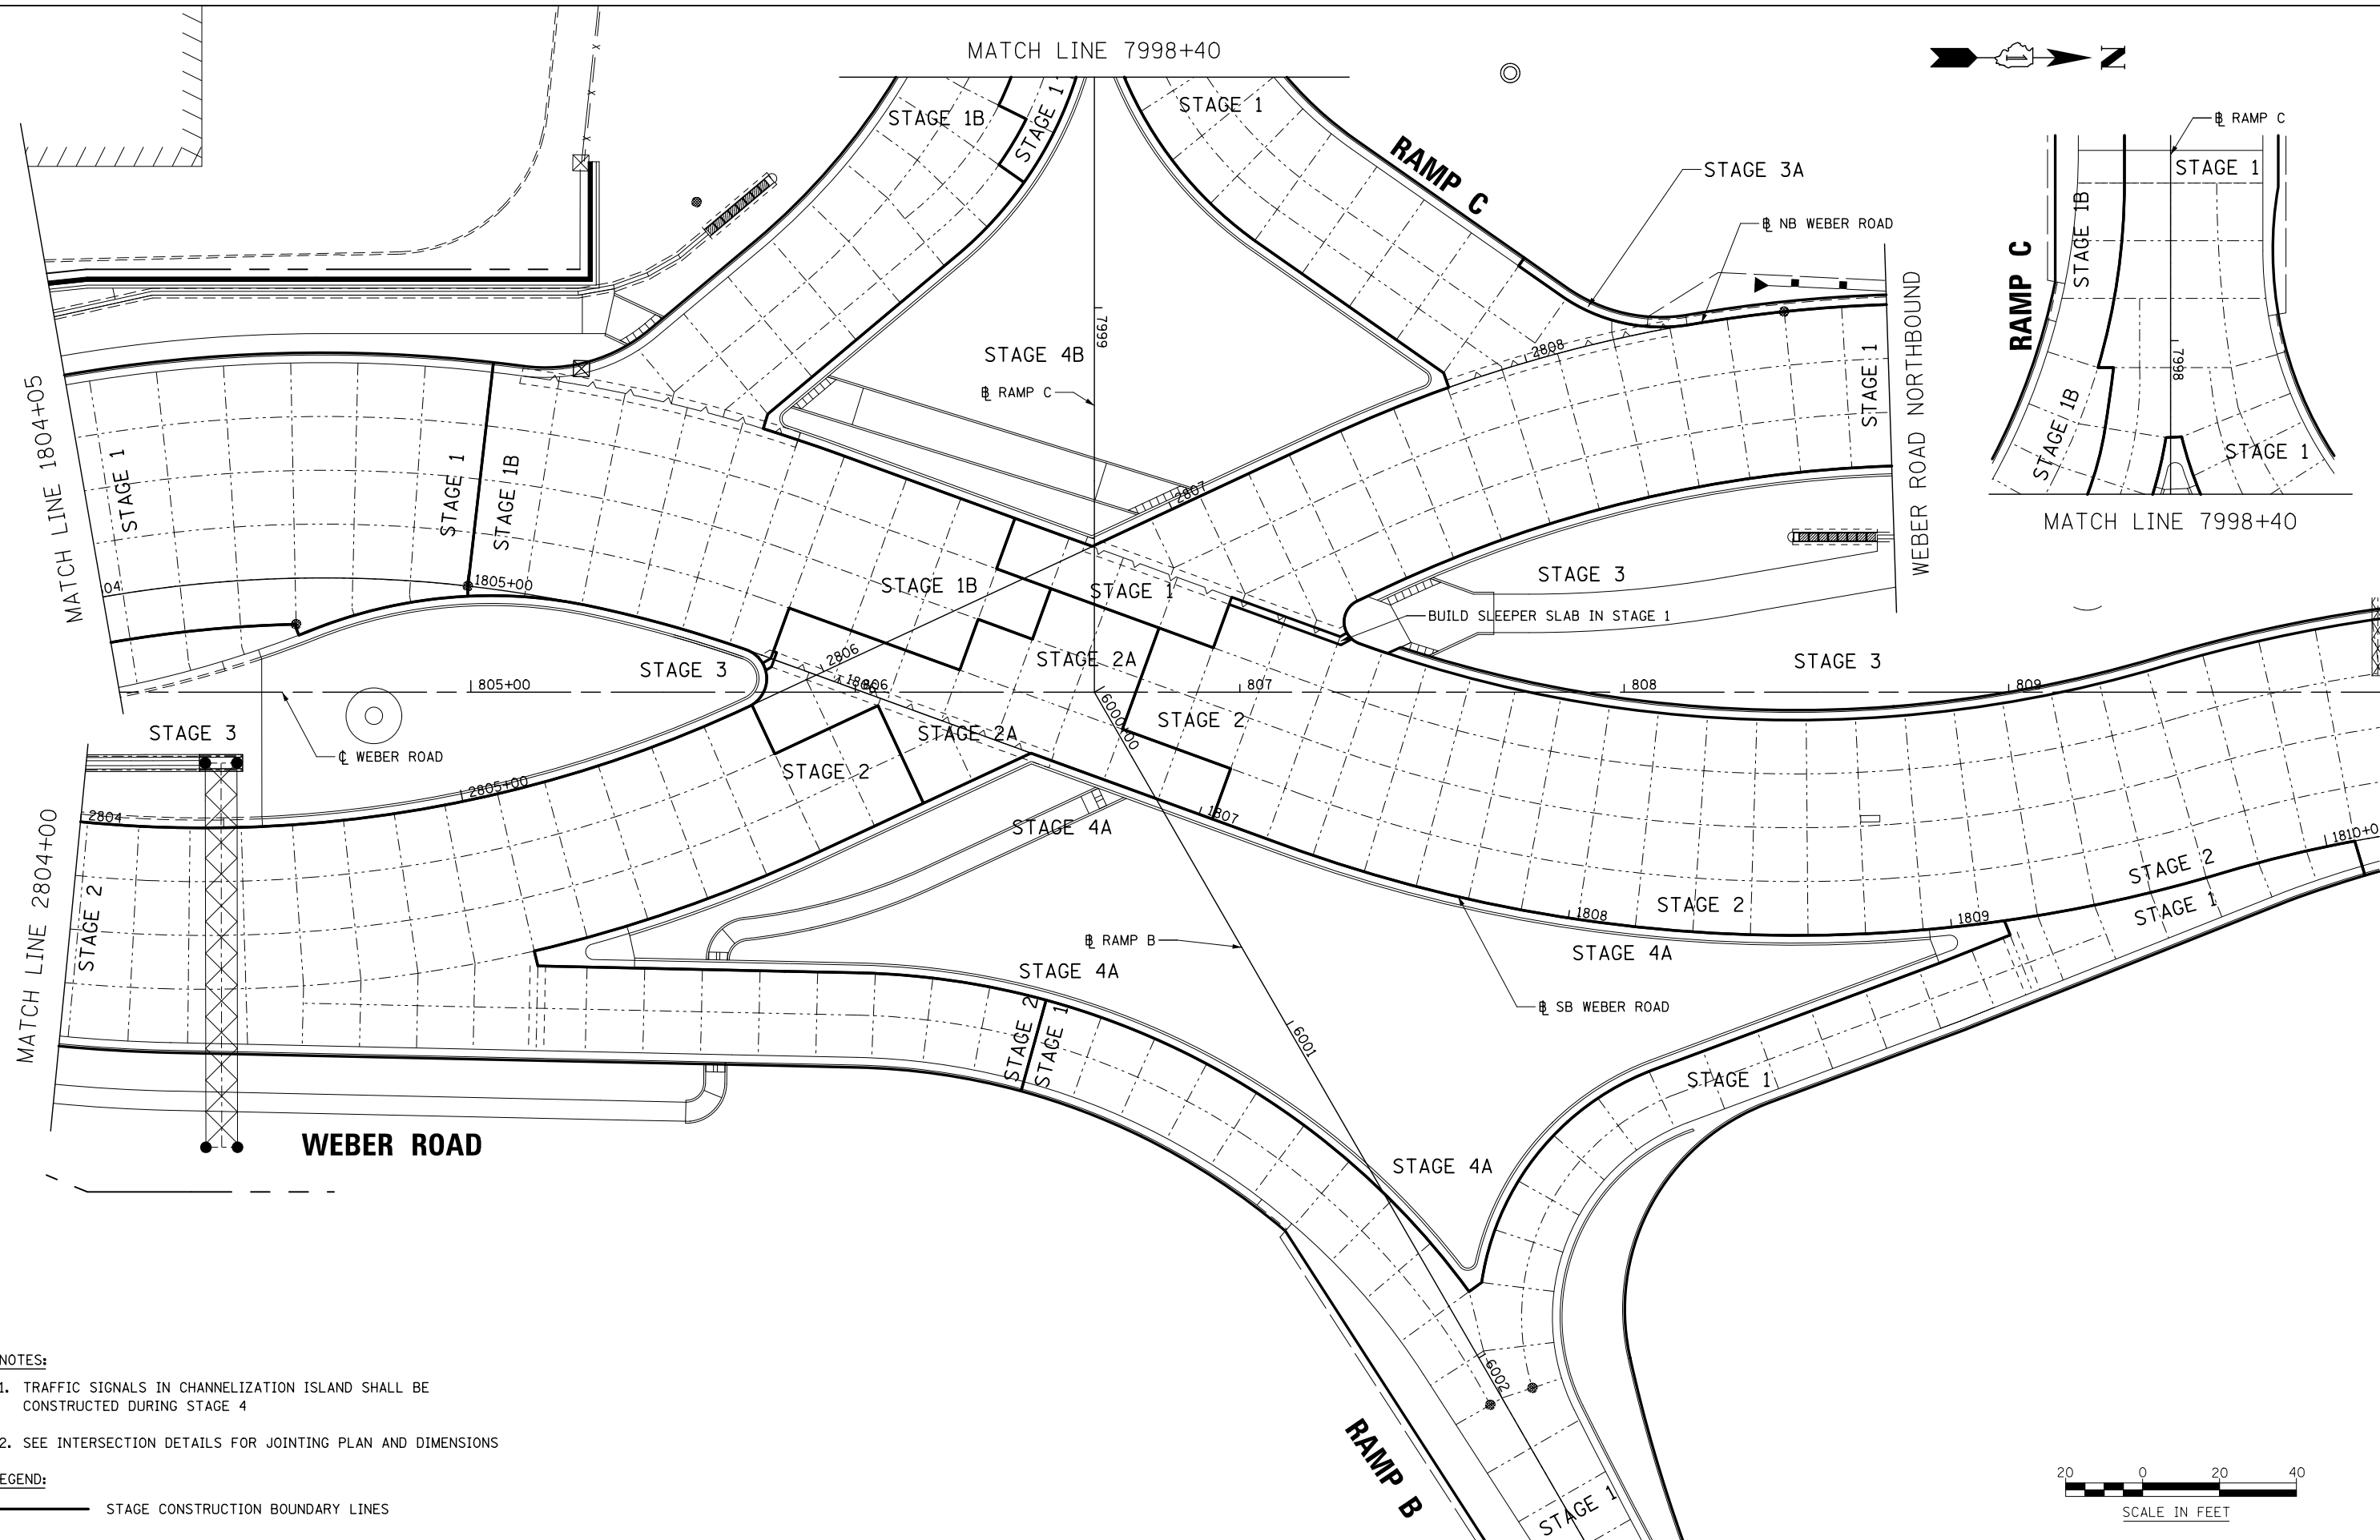 MATCH LINE 7998+40
N
STAGE 1B
STAGE 1
STAGE 1
RAMP C
STAGE 3A
℄ NB WEBER ROAD
℄ RAMP C
STAGE 1
STAGE 1B
RAMP C
7998
STAGE 1B
STAGE 1
MATCH LINE 7998+40
7999
STAGE 4B
℄ RAMP C
2808
STAGE 1
WEBER ROAD NORTHBOUND
MATCH LINE 1804+05
STAGE 1
STAGE 1
STAGE 1B
2807
04
1805+00
STAGE 1B
STAGE 1
STAGE 3
BUILD SLEEPER SLAB IN STAGE 1
STAGE 3
2806
1806
STAGE 2A
STAGE 3
805+00
806
807
808
809
6000+00
STAGE 3
STAGE 2A
STAGE 2
℄ WEBER ROAD
STAGE 2
2805+00
2804
MATCH LINE 2804+00
STAGE 2
STAGE 4A
1807
1810+0
STAGE 2
STAGE 2
1808
1809
STAGE 1
℄ RAMP B
STAGE 4A
STAGE 4A
STAGE 2
STAGE 1
℄ SB WEBER ROAD
6001
STAGE 1
WEBER ROAD
STAGE 4A
6002
RAMP B
STAGE 1
NOTES:
1. TRAFFIC SIGNALS IN CHANNELIZATION ISLAND SHALL BE
CONSTRUCTED DURING STAGE 4
2. SEE INTERSECTION DETAILS FOR JOINTING PLAN AND DIMENSIONS
EGEND:
STAGE CONSTRUCTION BOUNDARY LINES
20 0 20 40
SCALE IN FEET